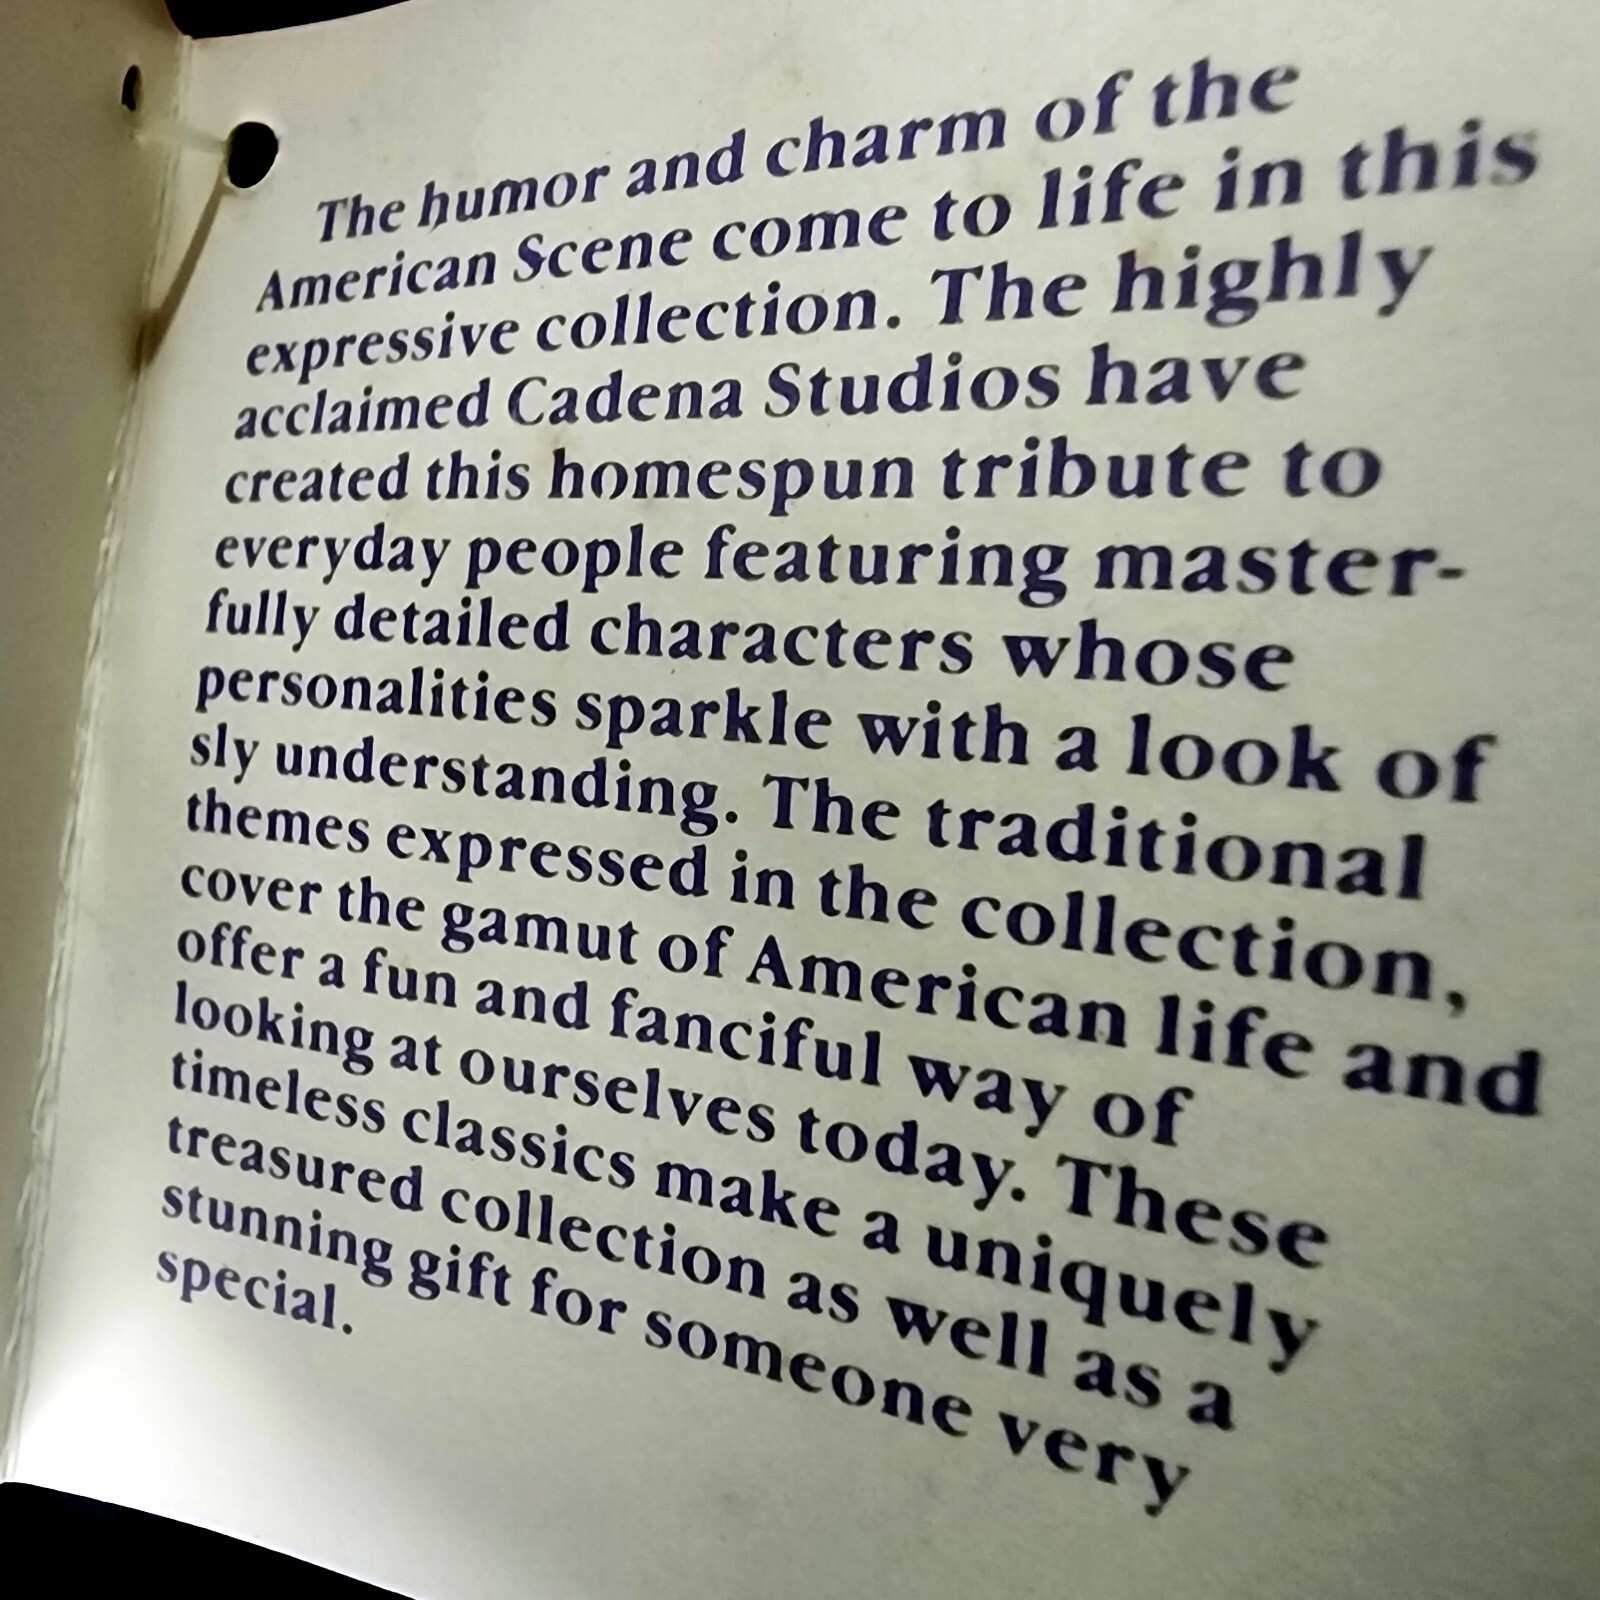 The humor and charm of the
American Scene come to life in this
expressive collection. The highly
acclaimed Cadena Studios have
created this homespun tribute to
everyday people featuring master-
fully detailed characters whose
personalities sparkle with a look of
sly understanding. The traditional
themes expressed in the collection,
cover the gamut of American life and
offer a fun and fanciful way of
looking at ourselves today. These
timeless classics make a uniquely
treasured collection as well as a
stunning gift for someone very
special.